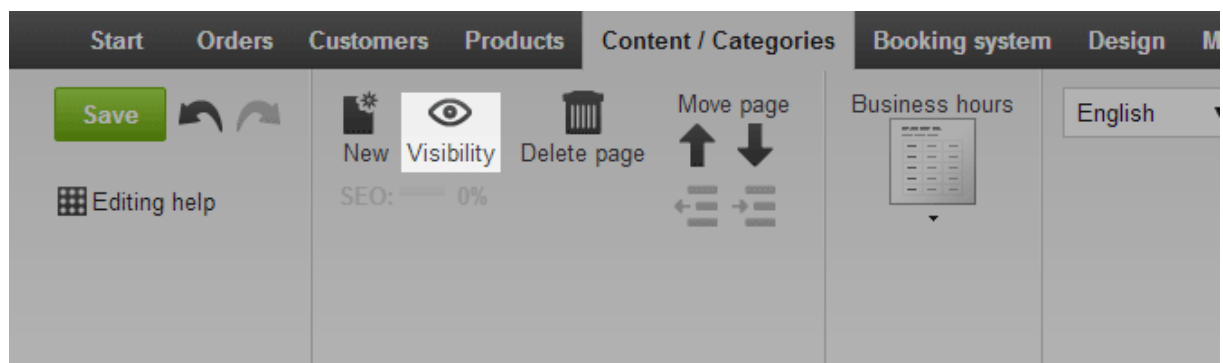 Start Orders Customers Products Content / Categories Booking system Design M
Save
New Visibility Delete page
Move page
Business hours
English
Editing help
SEO: 0%